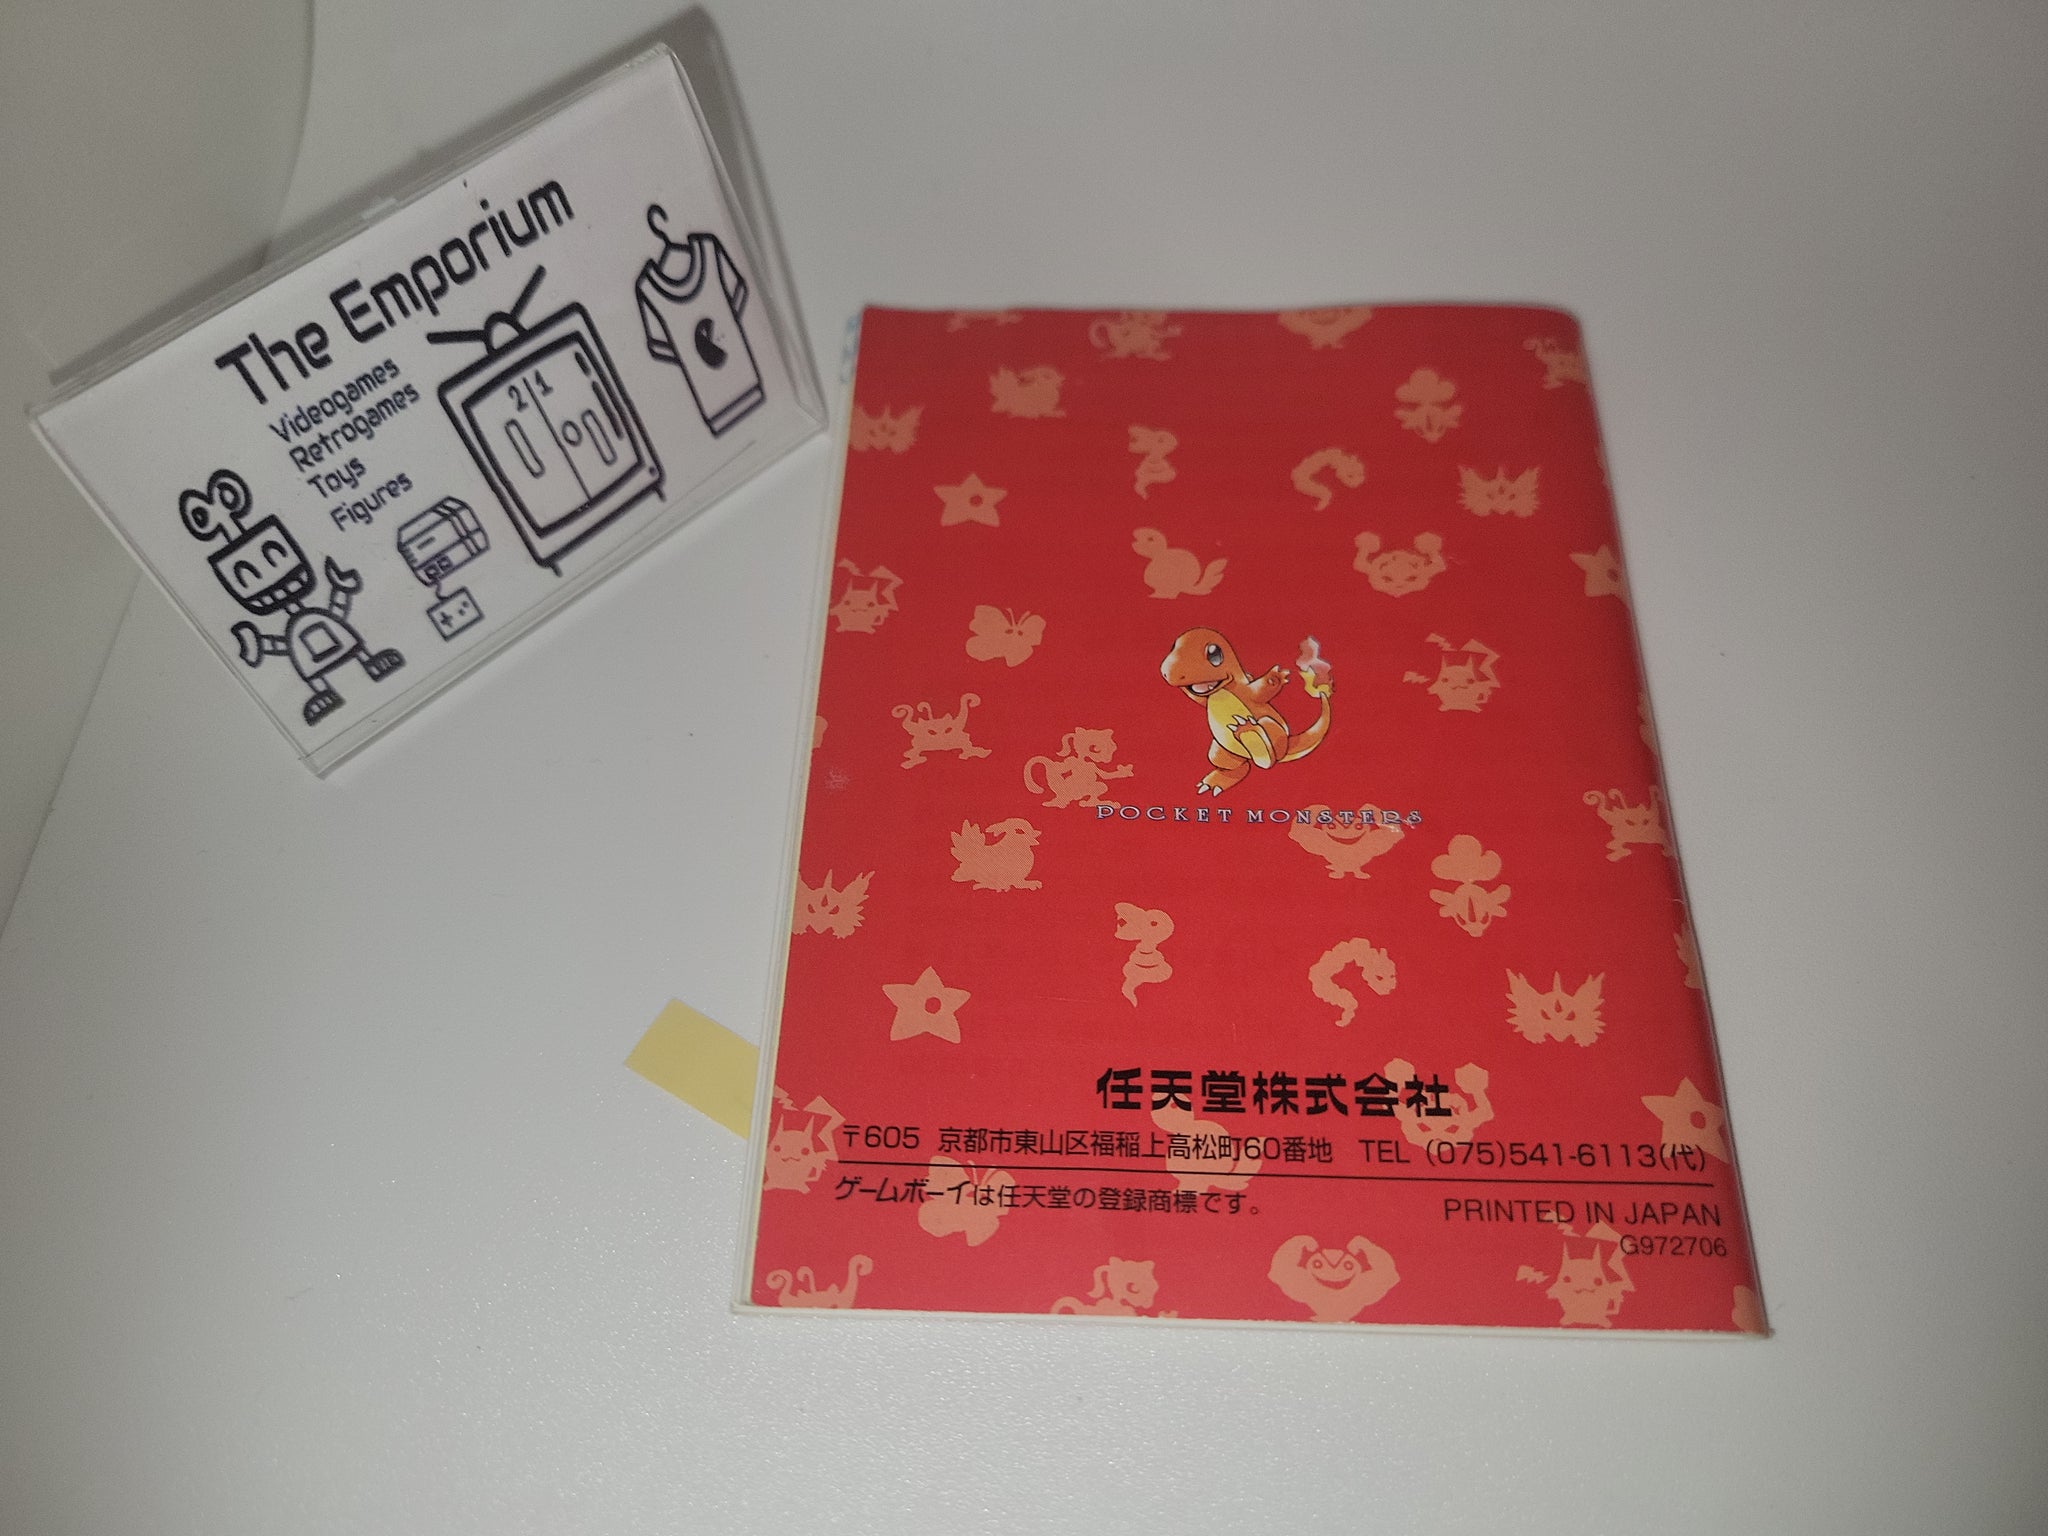 The Emporium
Videogames
Retrogames
Toys
Figures
2 1
POCKET MONSTERS
任天堂株式会社
〒605 京都市東山区福稲上高松町60番地 TEL (075)541-6113(代)
ゲームボーイは任天堂の登録商標です。
PRINTED IN JAPAN
G972706